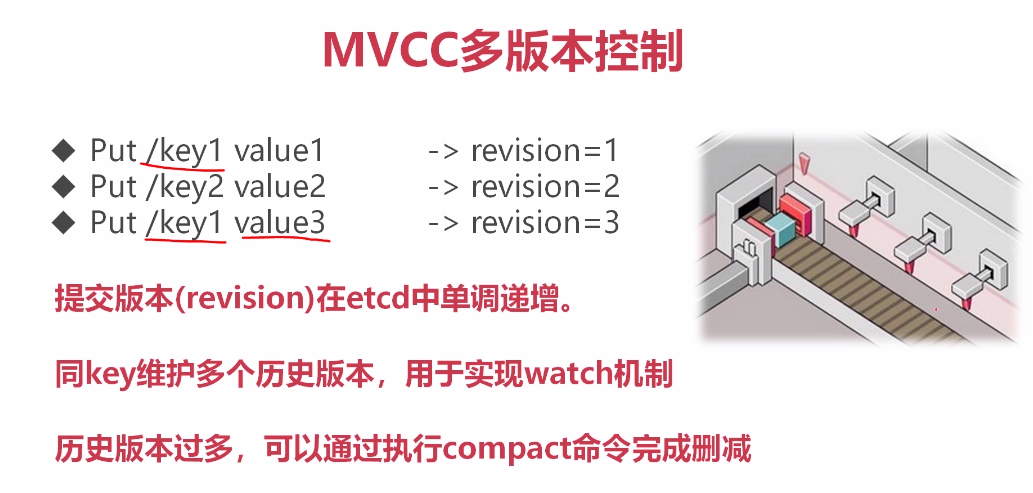 MVCC多版本控制
◆ Put /key1 value1 -> revision=1
◆ Put /key2 value2 -> revision=2
◆ Put /key1 value3 -> revision=3
提交版本(revision)在etcd中单调递增。
同key维护多个历史版本，用于实现watch机制
历史版本过多，可以通过执行compact命令完成删减